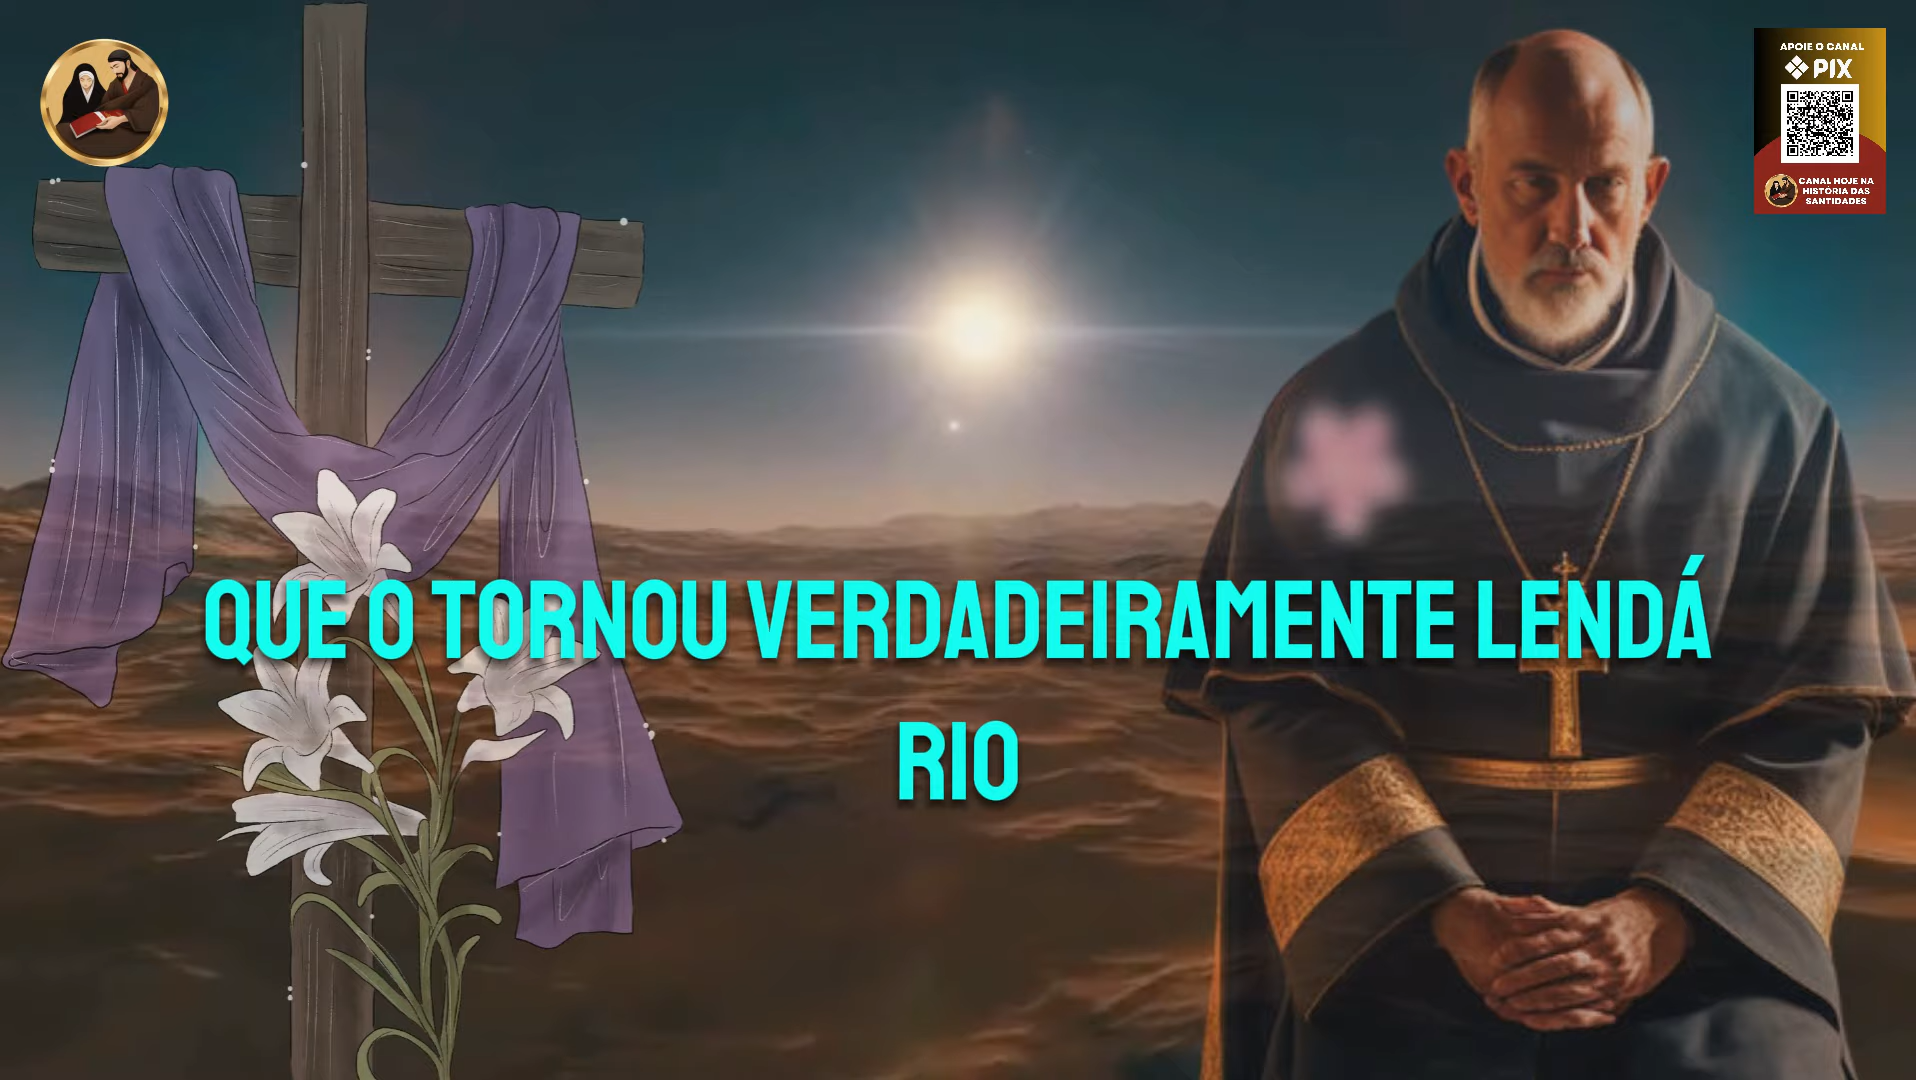 APOIE O CANAL
PIX
CANAL HOJE NA
HISTÓRIA DAS
SANTIDADES
QUE O TORNOU VERDADEIRAMENTE LENDÁ
RIO